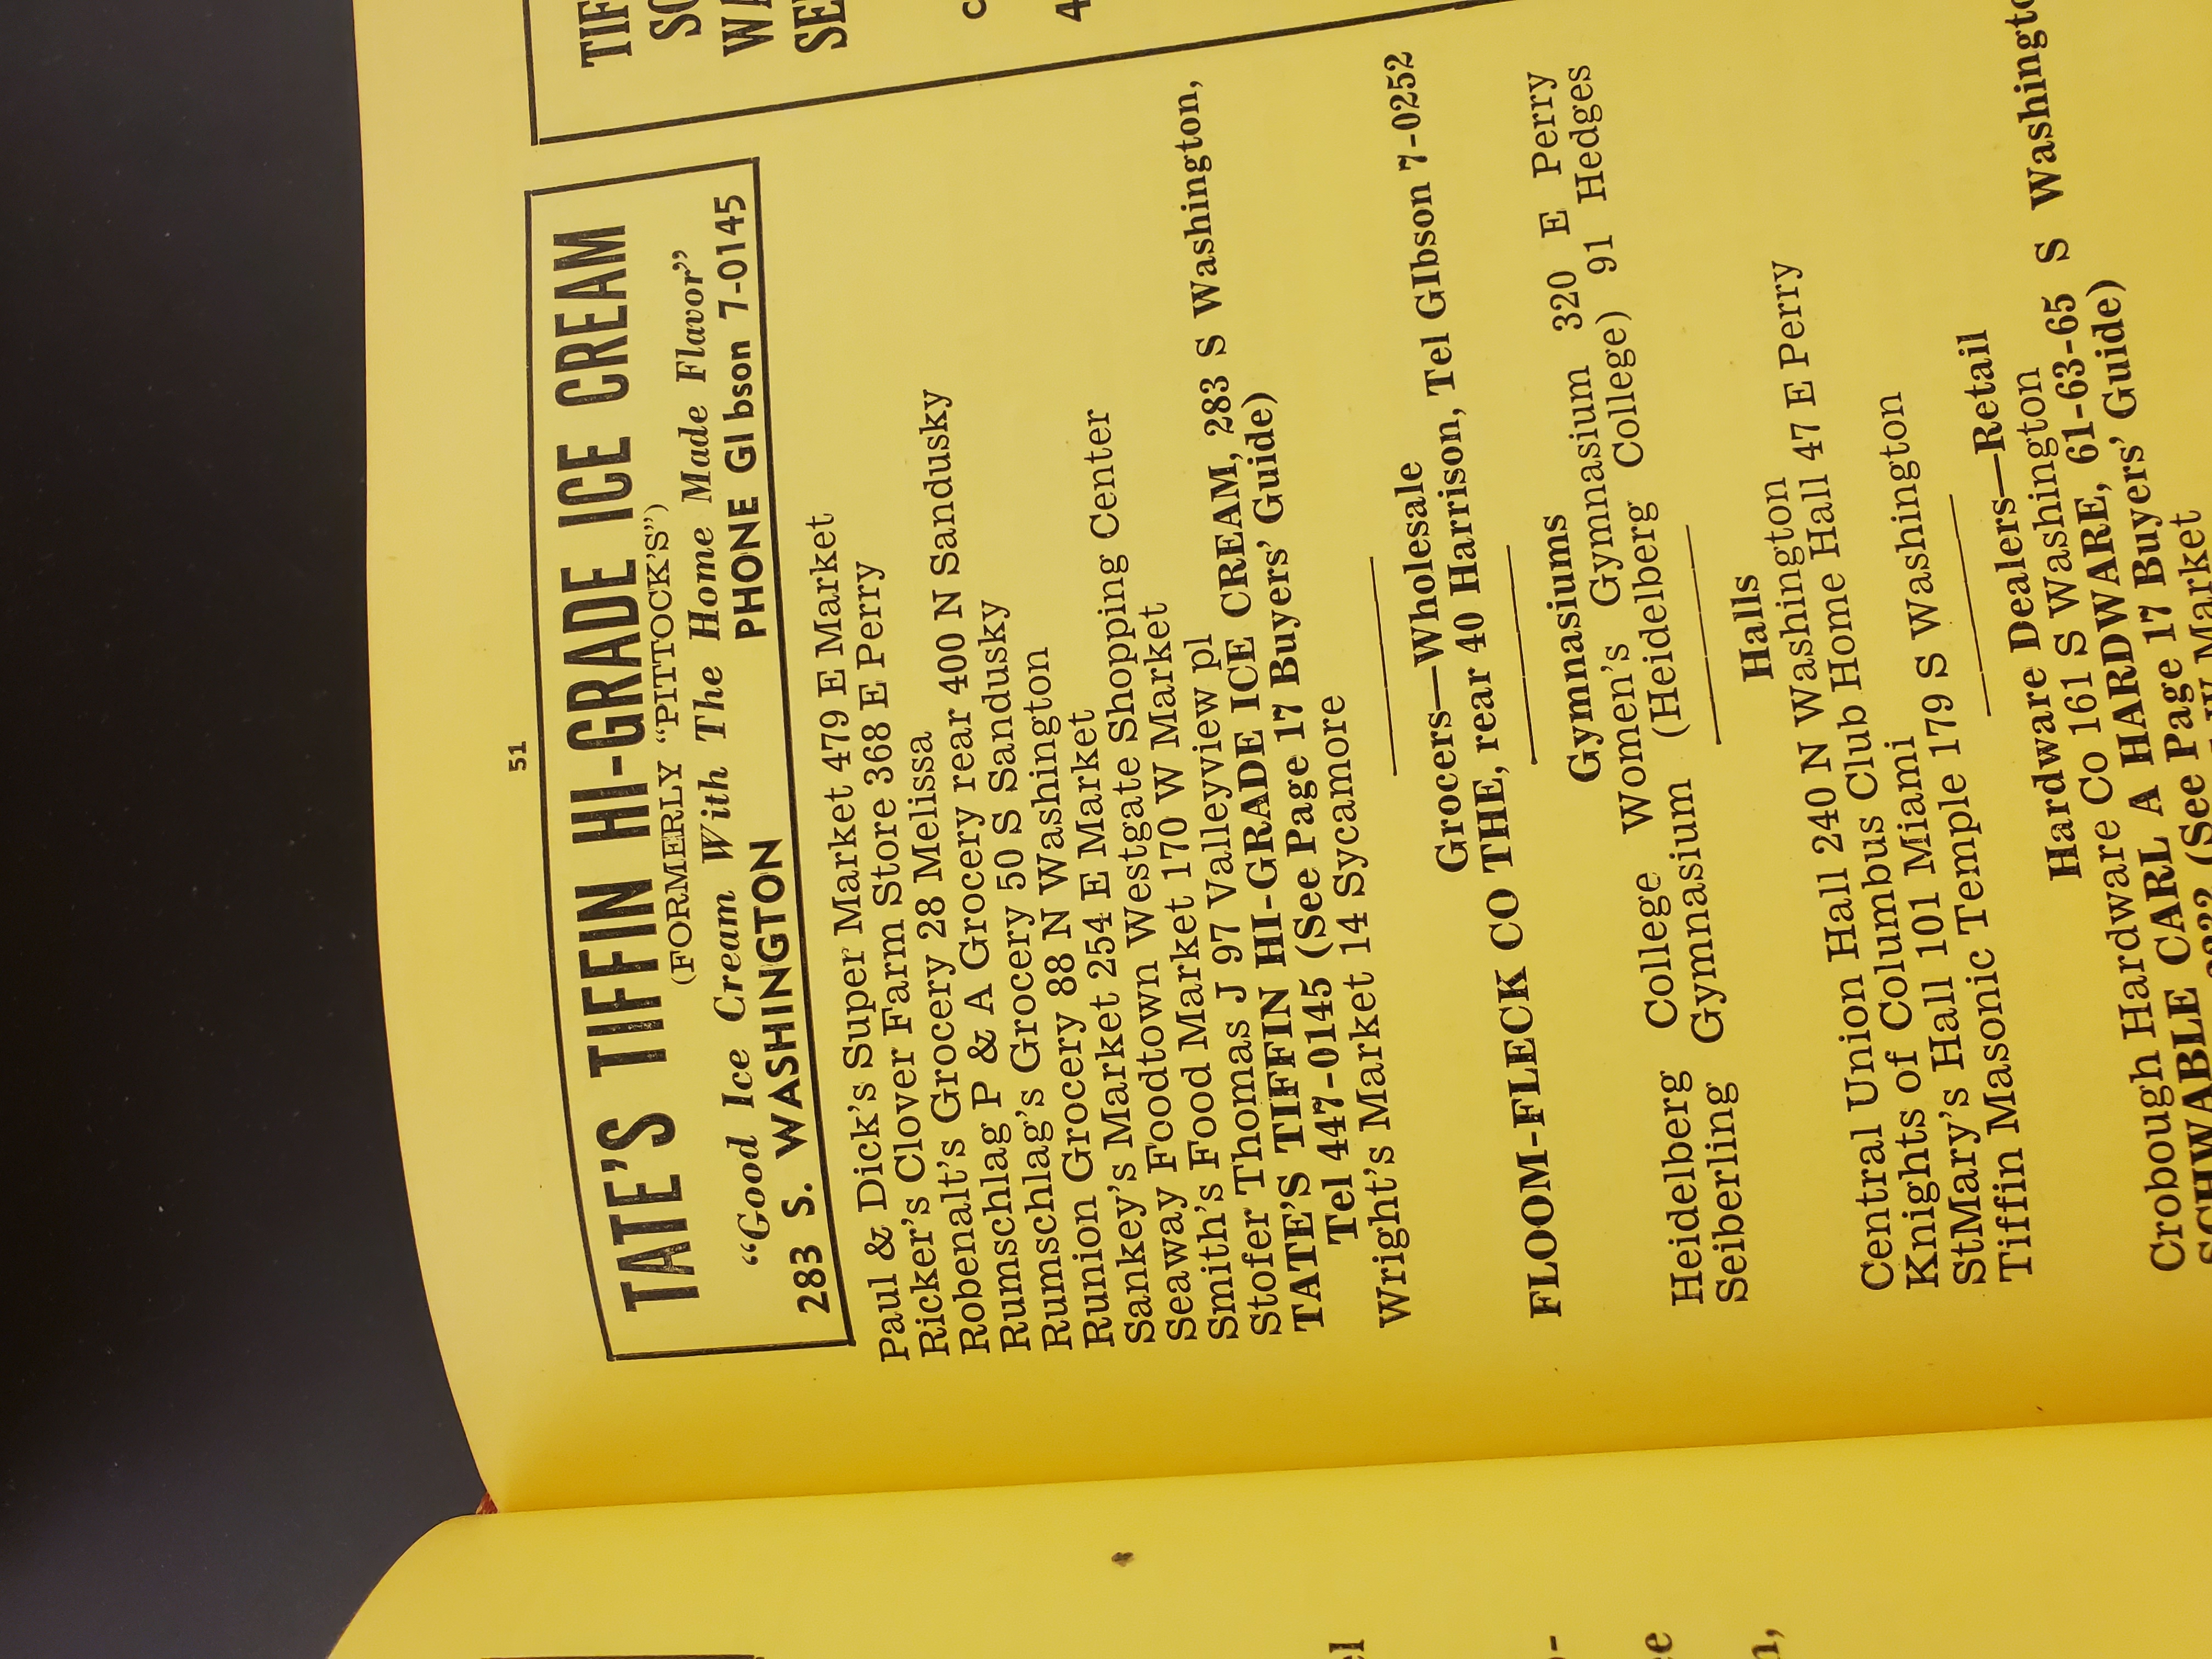 51
TATE'S TIFFIN HI-GRADE ICE CREAM
(FORMERLY "PITTOCK'S")
"Good Ice Cream With The Home Made Flavor"
283 S. WASHINGTON PHONE GIbson 7-0145
Paul & Dick's Super Market 479 E Market
Ricker's Clover Farm Store 368 E Perry
Robenalt's Grocery 28 Melissa
Rumschlag P & A Grocery rear 400 N Sandusky
Rumschlag's Grocery 50 S Sandusky
Runion Grocery 88 N Washington
Sankey's Market 254 E Market
Seaway Foodtown Westgate Shopping Center
Smith's Food Market 170 W Market
Stofer Thomas J 97 Valleyview pl
TATE'S TIFFIN HI-GRADE ICE CREAM, 283 S Washington,
Tel 447-0145 (See Page 17 Buyers' Guide)
Wright's Market 14 Sycamore
Grocers—Wholesale
FLOOM-FLECK CO THE, rear 40 Harrison, Tel GIbson 7-0252
Gymnasiums
Heidelberg College Women's Gymnasium 320 E Perry
Seiberling Gymnasium (Heidelberg College) 91 Hedges
Halls
Central Union Hall 240 N Washington
Knights of Columbus Club Home Hall 47 E Perry
StMary's Hall 101 Miami
Tiffin Masonic Temple 179 S Washington
Hardware Dealers—Retail
Crobough Hardware Co 161 S Washington
SCHWABLE CARL A HARDWARE, 61-63-65 S
(See Page 17 Buyers' Guide)
Market
TIF
SO
SE
C
4